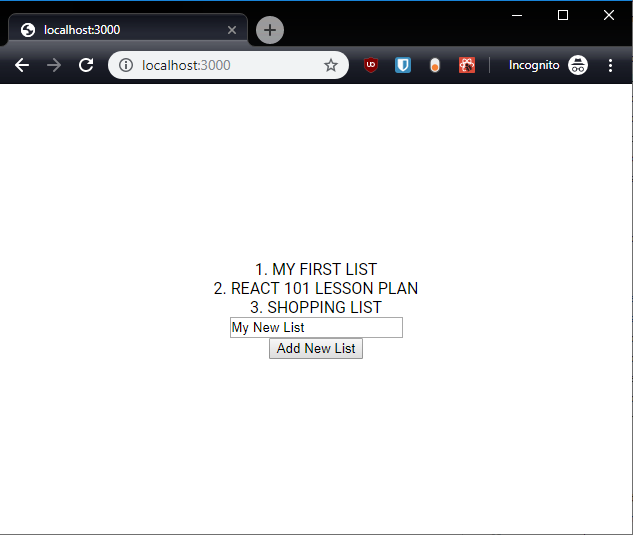 localhost:3000
localhost:3000
Incognito
1. MY FIRST LIST
2. REACT 101 LESSON PLAN
3. SHOPPING LIST
My New List
Add New List